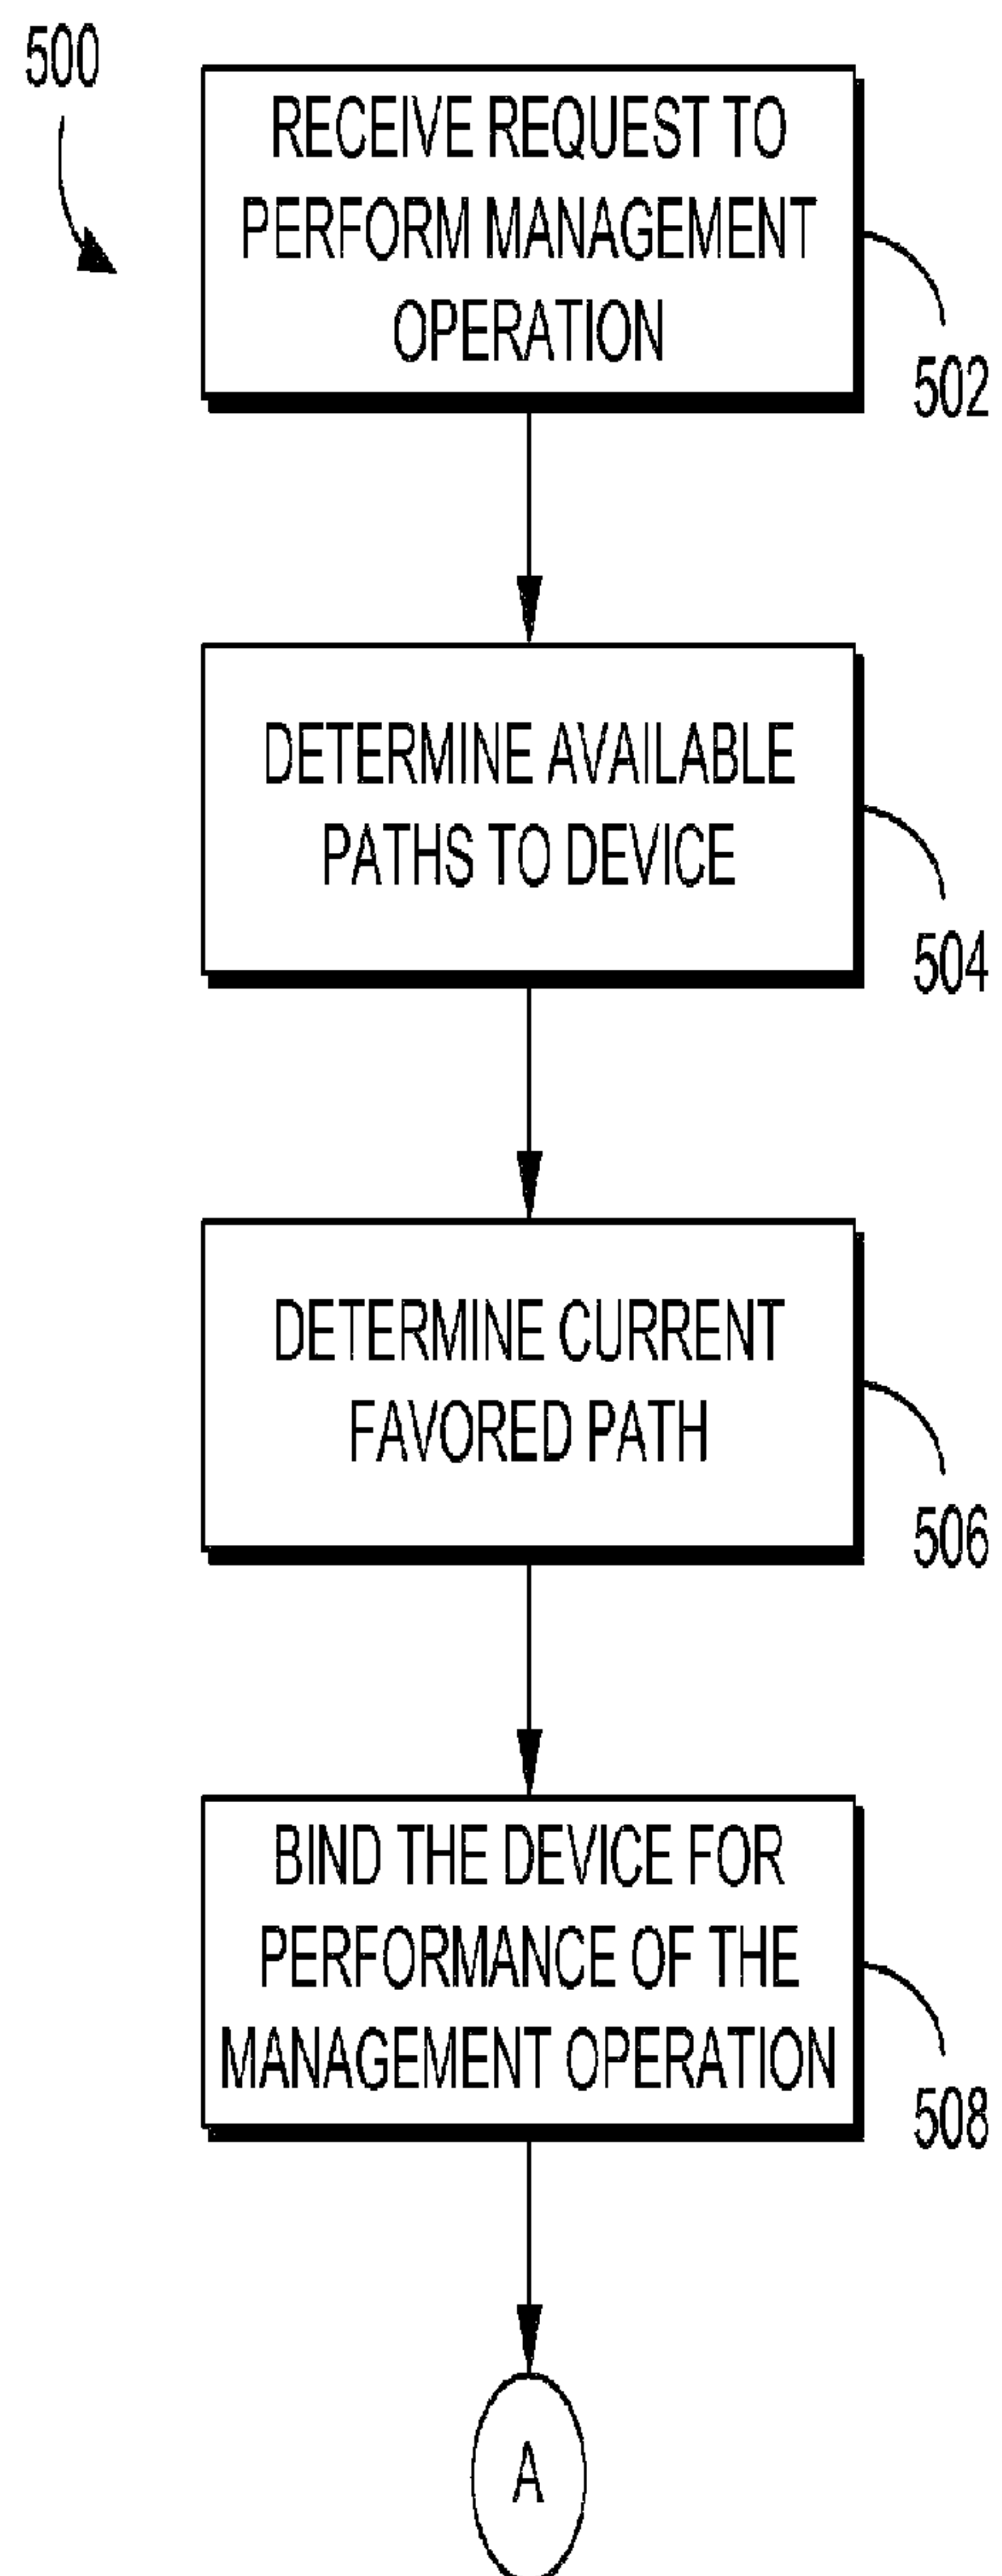 500
RECEIVE REQUEST TO
PERFORM MANAGEMENT
OPERATION
502
DETERMINE AVAILABLE
PATHS TO DEVICE
504
DETERMINE CURRENT
FAVORED PATH
506
BIND THE DEVICE FOR
PERFORMANCE OF THE
MANAGEMENT OPERATION
508
A